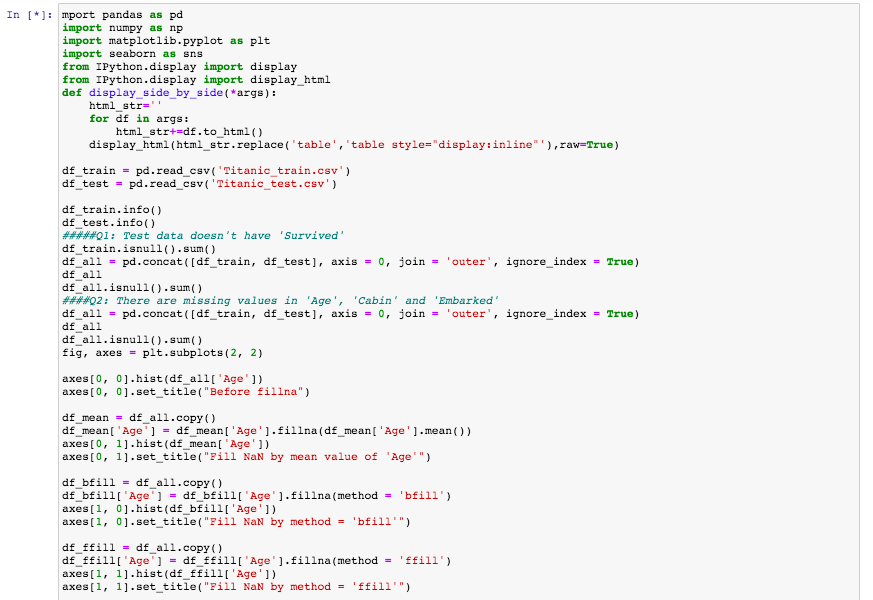 In [*]: mport pandas as pd
import numpy as np
import matplotlib.pyplot as plt
import seaborn as sns
from IPython.display import display
from IPython.display import display_html
def display_side_by_side(*args):
    html_str=''
    for df in args:
        html_str+=df.to_html()
    display_html(html_str.replace('table','table style="display:inline"'),raw=True)

df_train = pd.read_csv('Titanic_train.csv')
df_test = pd.read_csv('Titanic_test.csv')

df_train.info()
df_test.info()
#####Q1: Test data doesn't have 'Survived'
df_train.isnull().sum()
df_all = pd.concat([df_train, df_test], axis = 0, join = 'outer', ignore_index = True)
df_all
df_all.isnull().sum()
####Q2: There are missing values in 'Age', 'Cabin' and 'Embarked'
df_all = pd.concat([df_train, df_test], axis = 0, join = 'outer', ignore_index = True)
df_all
df_all.isnull().sum()
fig, axes = plt.subplots(2, 2)

axes[0, 0].hist(df_all['Age'])
axes[0, 0].set_title("Before fillna")

df_mean = df_all.copy()
df_mean['Age'] = df_mean['Age'].fillna(df_mean['Age'].mean())
axes[0, 1].hist(df_mean['Age'])
axes[0, 1].set_title("Fill NaN by mean value of 'Age'")

df_bfill = df_all.copy()
df_bfill['Age'] = df_bfill['Age'].fillna(method = 'bfill')
axes[1, 0].hist(df_bfill['Age'])
axes[1, 0].set_title("Fill NaN by method = 'bfill'")

df_ffill = df_all.copy()
df_ffill['Age'] = df_ffill['Age'].fillna(method = 'ffill')
axes[1, 1].hist(df_ffill['Age'])
axes[1, 1].set_title("Fill NaN by method = 'ffill'")